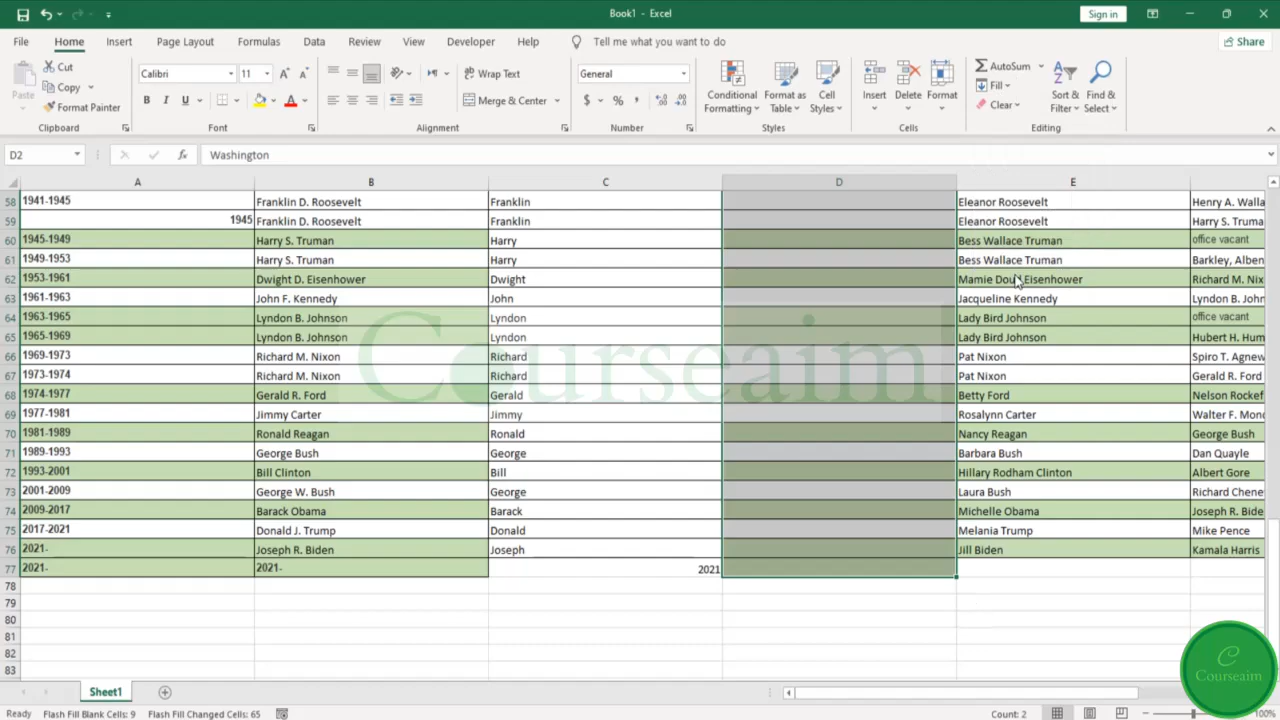 Book1 - Excel
Sign in
File Home Insert Page Layout Formulas Data Review View Developer Help Tell me what you want to do Share
Paste Cut Copy Format Painter
Clipboard
Calibri 11
B I U
Font
Wrap Text
Merge & Center
Alignment
General
$ % ,
Number
Conditional Formatting Format as Table Cell Styles
Styles
Insert Delete Format
Cells
AutoSum
Fill
Clear
Sort & Filter Find & Select
Editing
D2 fx Washington
A B C D E
58 1941-1945 Franklin D. Roosevelt Franklin Eleanor Roosevelt Henry A. Walla
59 1945 Franklin D. Roosevelt Franklin Eleanor Roosevelt Harry S. Truma
60 1945-1949 Harry S. Truman Harry Bess Wallace Truman office vacant
61 1949-1953 Harry S. Truman Harry Bess Wallace Truman Barkley, Alben
62 1953-1961 Dwight D. Eisenhower Dwight Mamie Doud Eisenhower Richard M. Nix
63 1961-1963 John F. Kennedy John Jacqueline Kennedy Lyndon B. John
64 1963-1965 Lyndon B. Johnson Lyndon Lady Bird Johnson office vacant
65 1965-1969 Lyndon B. Johnson Lyndon Lady Bird Johnson Hubert H. Hum
66 1969-1973 Richard M. Nixon Richard Pat Nixon Spiro T. Agnew
67 1973-1974 Richard M. Nixon Richard Pat Nixon Gerald R. Ford
68 1974-1977 Gerald R. Ford Gerald Betty Ford Nelson Rockef
69 1977-1981 Jimmy Carter Jimmy Rosalynn Carter Walter F. Mond
70 1981-1989 Ronald Reagan Ronald Nancy Reagan George Bush
71 1989-1993 George Bush George Barbara Bush Dan Quayle
72 1993-2001 Bill Clinton Bill Hillary Rodham Clinton Albert Gore
73 2001-2009 George W. Bush George Laura Bush Richard Chene
74 2009-2017 Barack Obama Barack Michelle Obama Joseph R. Bide
75 2017-2021 Donald J. Trump Donald Melania Trump Mike Pence
76 2021- Joseph R. Biden Joseph Jill Biden Kamala Harris
77 2021- 2021- 2021
78
79
80
81
82
83
Courseaim
C
Courseaim
Sheet1
Ready Flash Fill Blank Cells: 9 Flash Fill Changed Cells: 65 Count: 2 100%